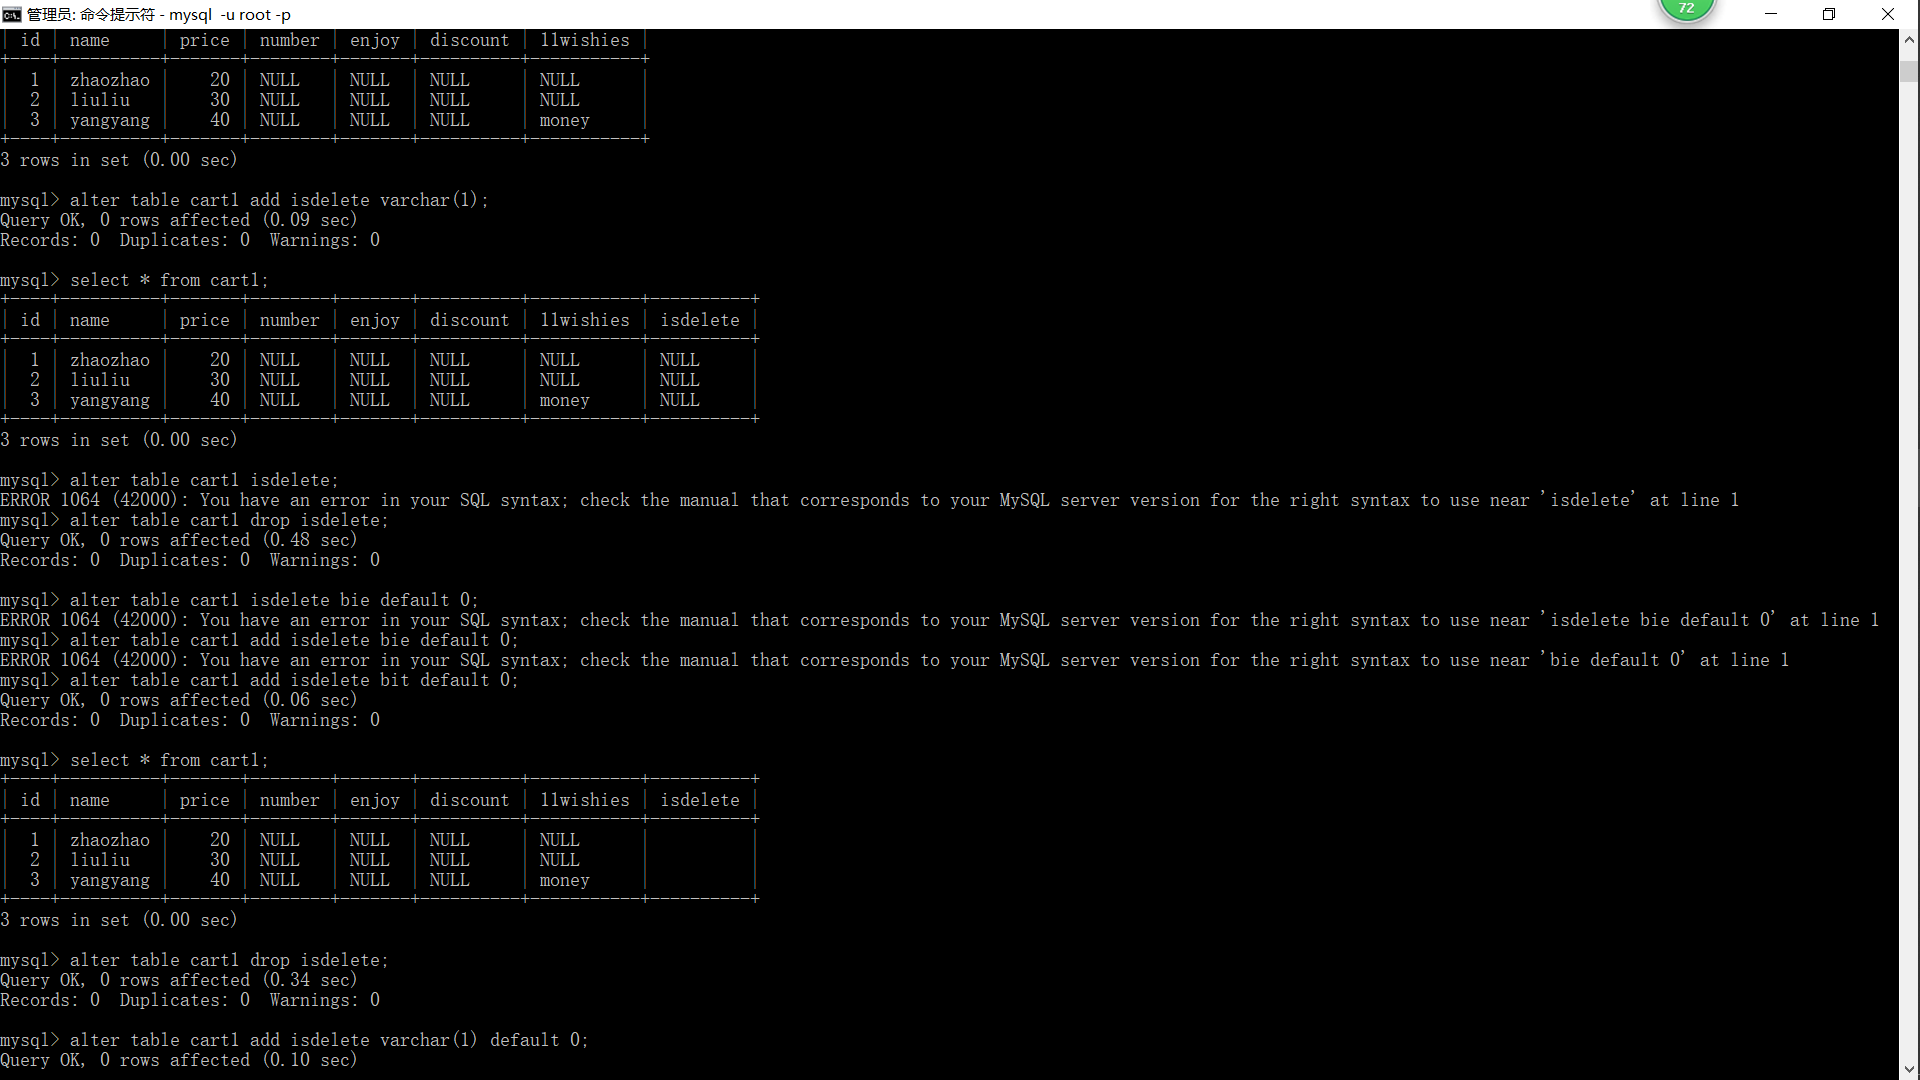 管理员: 命令提示符 - mysql  -u root -p
72
| id | name     | price | number | enjoy | discount | llwishies |
+----+----------+-------+--------+-------+----------+-----------+
|  1 | zhaozhao |    20 | NULL   | NULL  | NULL     | NULL      |
|  2 | liuliu   |    30 | NULL   | NULL  | NULL     | NULL      |
|  3 | yangyang |    40 | NULL   | NULL  | NULL     | money     |
+----+----------+-------+--------+-------+----------+-----------+
3 rows in set (0.00 sec)
mysql> alter table cart1 add isdelete varchar(1);
Query OK, 0 rows affected (0.09 sec)
Records: 0  Duplicates: 0  Warnings: 0
mysql> select * from cart1;
+----+----------+-------+--------+-------+----------+-----------+----------+
| id | name     | price | number | enjoy | discount | llwishies | isdelete |
+----+----------+-------+--------+-------+----------+-----------+----------+
|  1 | zhaozhao |    20 | NULL   | NULL  | NULL     | NULL      | NULL     |
|  2 | liuliu   |    30 | NULL   | NULL  | NULL     | NULL      | NULL     |
|  3 | yangyang |    40 | NULL   | NULL  | NULL     | money     | NULL     |
+----+----------+-------+--------+-------+----------+-----------+----------+
3 rows in set (0.00 sec)
mysql> alter table cart1 isdelete;
ERROR 1064 (42000): You have an error in your SQL syntax; check the manual that corresponds to your MySQL server version for the right syntax to use near 'isdelete' at line 1
mysql> alter table cart1 drop isdelete;
Query OK, 0 rows affected (0.48 sec)
Records: 0  Duplicates: 0  Warnings: 0
mysql> alter table cart1 isdelete bie default 0;
ERROR 1064 (42000): You have an error in your SQL syntax; check the manual that corresponds to your MySQL server version for the right syntax to use near 'isdelete bie default 0' at line 1
mysql> alter table cart1 add isdelete bie default 0;
ERROR 1064 (42000): You have an error in your SQL syntax; check the manual that corresponds to your MySQL server version for the right syntax to use near 'bie default 0' at line 1
mysql> alter table cart1 add isdelete bit default 0;
Query OK, 0 rows affected (0.06 sec)
Records: 0  Duplicates: 0  Warnings: 0
mysql> select * from cart1;
+----+----------+-------+--------+-------+----------+-----------+----------+
| id | name     | price | number | enjoy | discount | llwishies | isdelete |
+----+----------+-------+--------+-------+----------+-----------+----------+
|  1 | zhaozhao |    20 | NULL   | NULL  | NULL     | NULL      |          |
|  2 | liuliu   |    30 | NULL   | NULL  | NULL     | NULL      |          |
|  3 | yangyang |    40 | NULL   | NULL  | NULL     | money     |          |
+----+----------+-------+--------+-------+----------+-----------+----------+
3 rows in set (0.00 sec)
mysql> alter table cart1 drop isdelete;
Query OK, 0 rows affected (0.34 sec)
Records: 0  Duplicates: 0  Warnings: 0
mysql> alter table cart1 add isdelete varchar(1) default 0;
Query OK, 0 rows affected (0.10 sec)